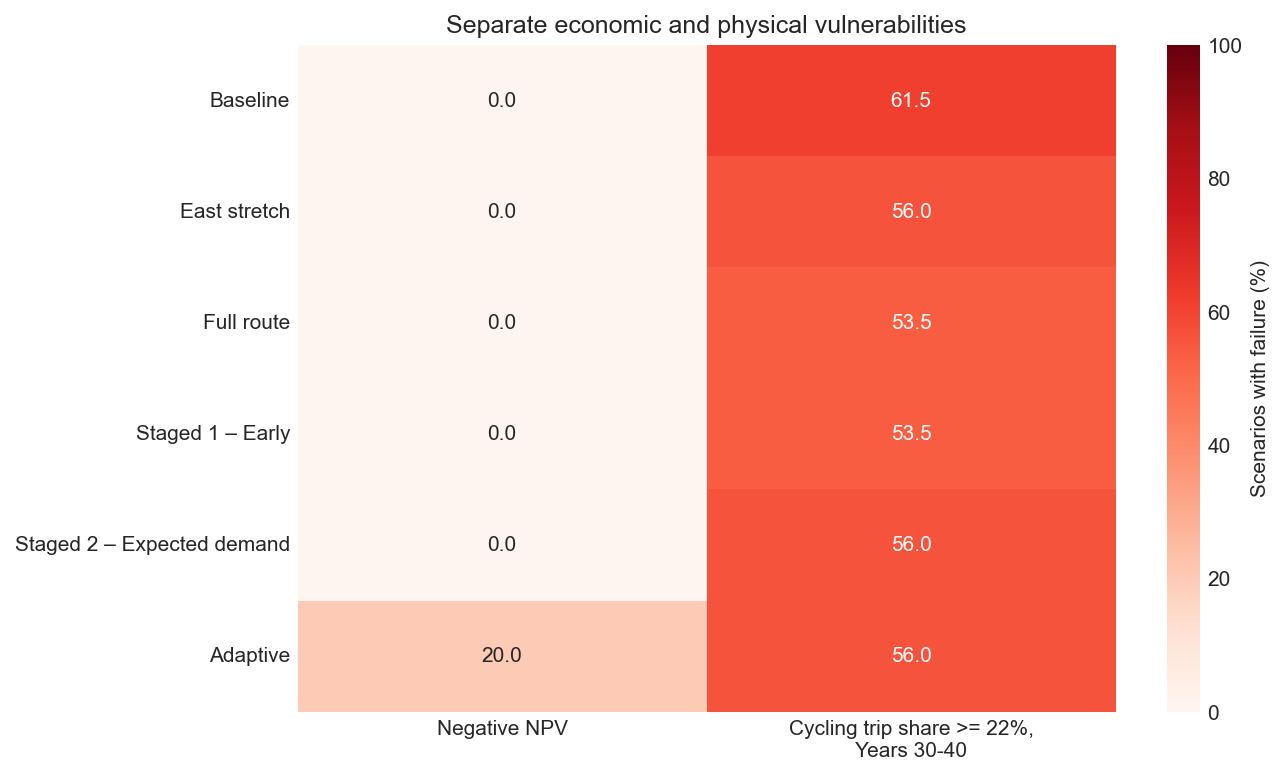 Separate economic and physical vulnerabilities
Baseline 0.0 61.5
East stretch 0.0 56.0
Full route 0.0 53.5
Staged 1 – Early 0.0 53.5
Staged 2 – Expected demand 0.0 56.0
Adaptive 20.0 56.0
Negative NPV
Cycling trip share >= 22%,
Years 30-40
100
80
60
40
20
0
Scenarios with failure (%)